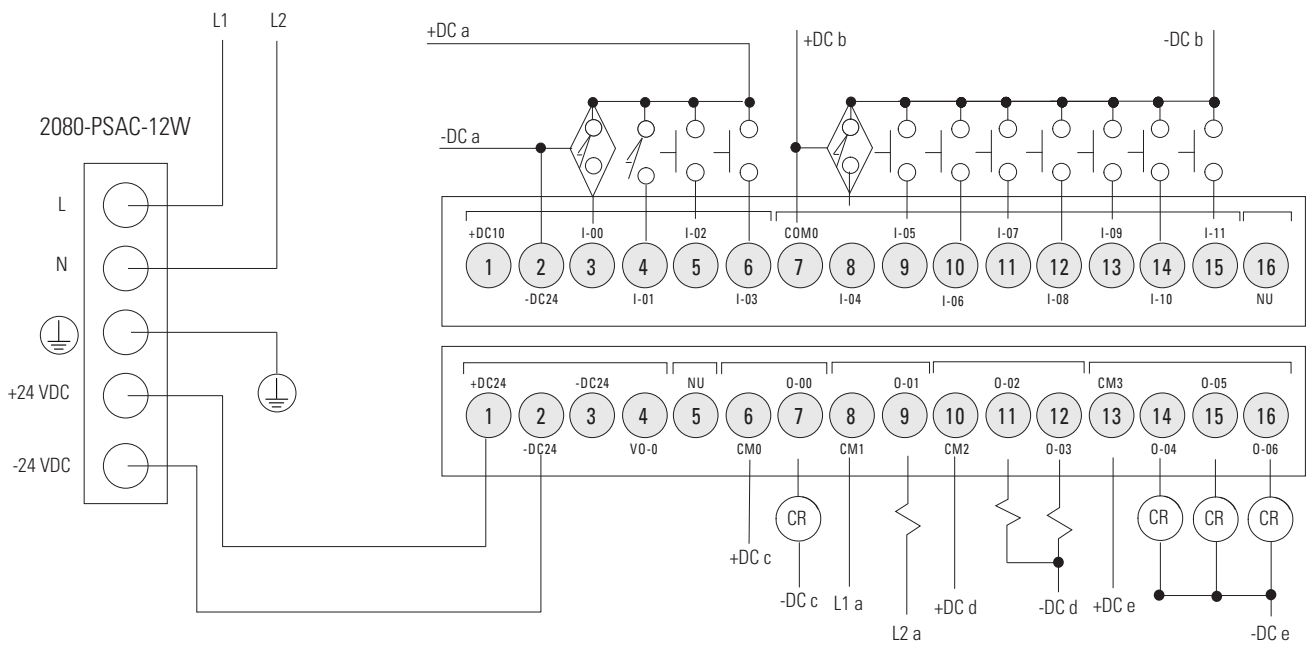 L1 L2
+DC a
+DC b
-DC b
2080-PSAC-12W
-DC a
L
N
+24 VDC
-24 VDC
+DC10 I-00 I-02 COM0 I-05 I-07 I-09 I-11
1 2 3 4 5 6 7 8 9 10 11 12 13 14 15 16
-DC24 I-01 I-03 I-04 I-06 I-08 I-10 NU
+DC24 -DC24 NU O-00 O-01 O-02 CM3 O-05
1 2 3 4 5 6 7 8 9 10 11 12 13 14 15 16
-DC24 VO-0 CM0 CM1 CM2 O-03 O-04 O-06
CR CR CR CR
+DC c
-DC c L1 a +DC d -DC d +DC e
L2 a -DC e